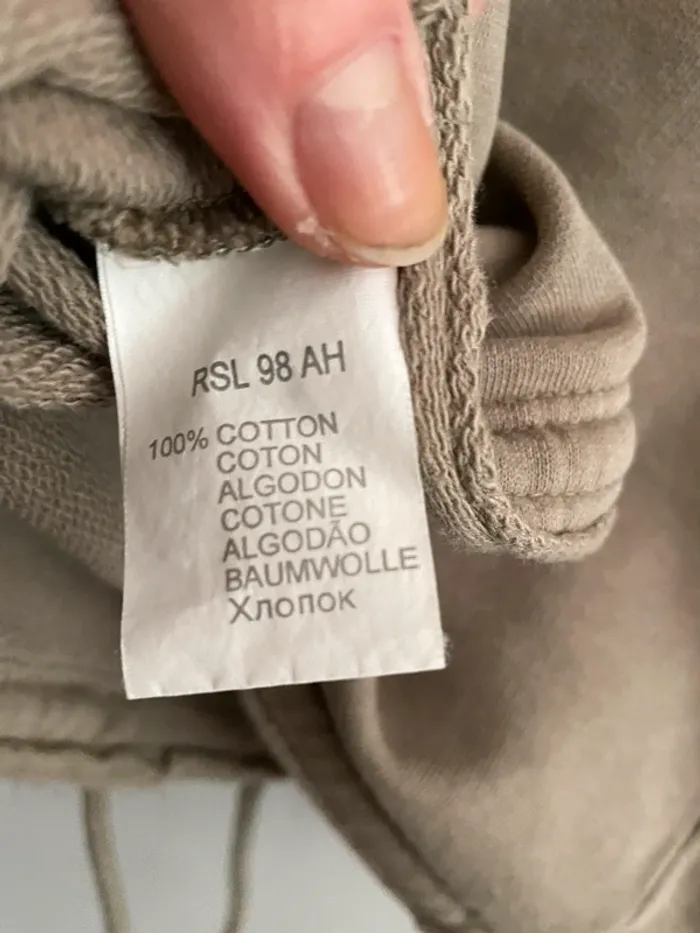 RSL 98 AH
100% COTTON
COTON
ALGODON
COTONE
ALGODÃO
BAUMWOLLE
Хлопок